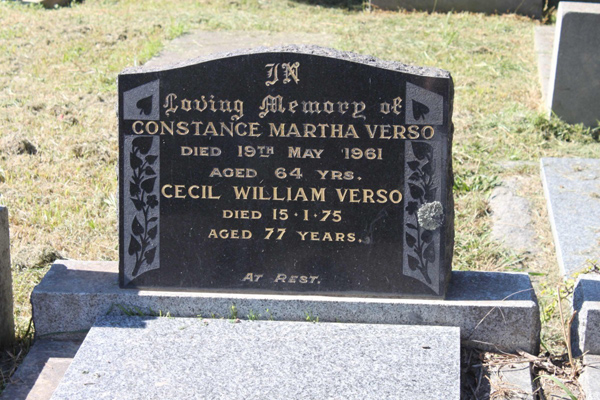 IN
Loving Memory of
CONSTANCE MARTHA VERSO
DIED 19TH MAY 1961
AGED 64 YRS.
CECIL WILLIAM VERSO
DIED 15·1·75
AGED 77 YEARS.
AT REST.